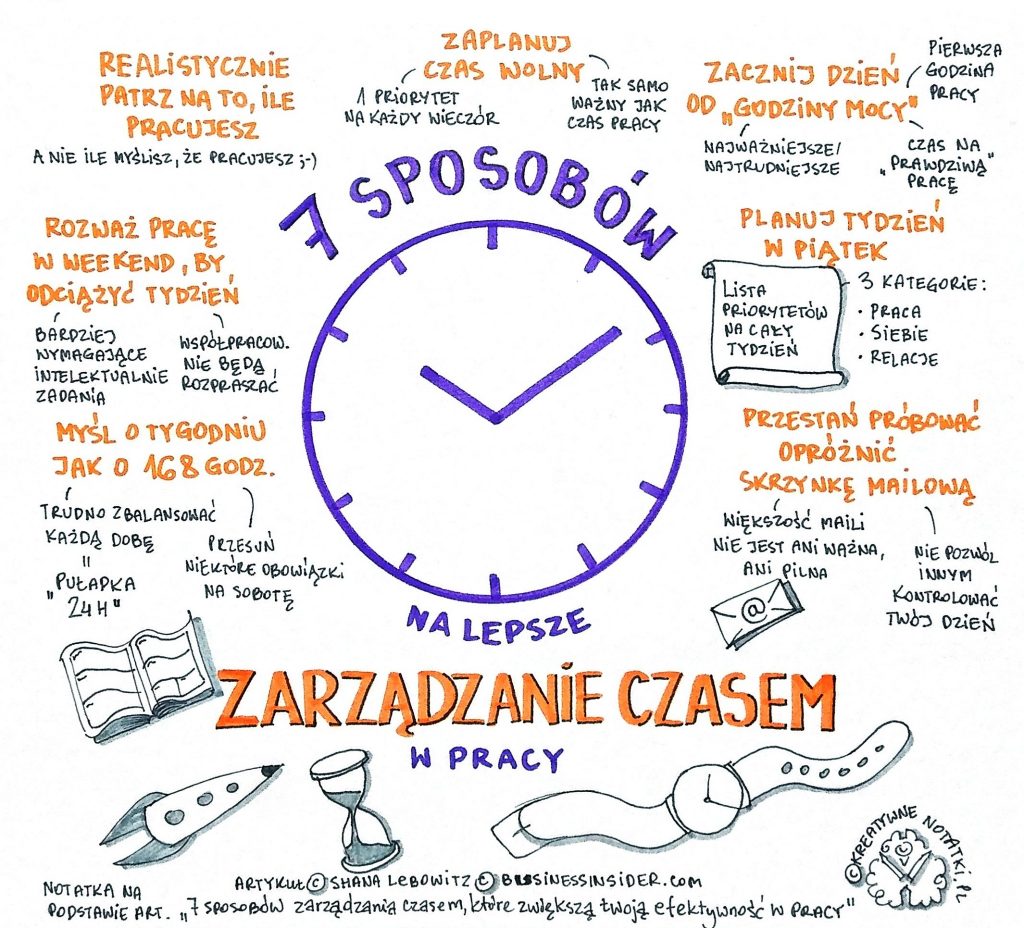 7 SPOSOBÓW
NA LEPSZE
ZARZĄDZANIE CZASEM
W PRACY
REALISTYCZNIE
PATRZ NA TO, ILE
PRACUJESZ
A NIE ILE MYŚLISZ, ŻE PRACUJESZ ;-)
ZAPLANUJ
CZAS WOLNY
1 PRIORYTET
NA KAŻDY WIECZÓR
TAK SAMO
WAŻNY JAK
CZAS PRACY
ZACZNIJ DZIEŃ
OD „GODZINY MOCY"
PIERWSZA
GODZINA
PRACY
NAJWAŻNIEJSZE/
NAJTRUDNIEJSZE
CZAS NA
„PRAWDZIWĄ"
PRACĘ
PLANUJ TYDZIEŃ
W PIĄTEK
LISTA
PRIORYTETÓW
NA CAŁY
TYDZIEŃ
3 KATEGORIE:
• PRACA
• SIEBIE
• RELACJE
PRZESTAŃ PRÓBOWAĆ
OPRÓŻNIĆ
SKRZYNKĘ MAILOWĄ
WIĘKSZOŚĆ MAILI
NIE JEST ANI WAŻNA,
ANI PILNA
@
NIE POZWÓL
INNYM
KONTROLOWAĆ
TWÓJ DZIEŃ
ROZWAŻ PRACĘ
W WEEKEND, BY
ODCIĄŻYĆ TYDZIEŃ
BARDZIEJ
WYMAGAJĄCE
INTELEKTUALNIE
ZADANIA
WSPÓŁPRACOW.
NIE BĘDĄ
ROZPRASZAĆ
MYŚL O TYGODNIU
JAK O 168 GODZ.
TRUDNO ZBALANSOWAĆ
KAŻDĄ DOBĘ
=
„PUŁAPKA
24H"
PRZESUŃ
NIEKTÓRE OBOWIĄZKI
NA SOBOTĘ
NOTATKA NA
PODSTAWIE ART.
ARTYKUŁ © SHANA LEBOWITZ © BUSINESSINSIDER.COM
„7 SPOSOBÓW ZARZĄDZANIA CZASEM, KTÓRE ZWIĘKSZĄ TWOJĄ EFEKTYWNOŚĆ W PRACY"
© KREATYWNE NOTATKI.PL